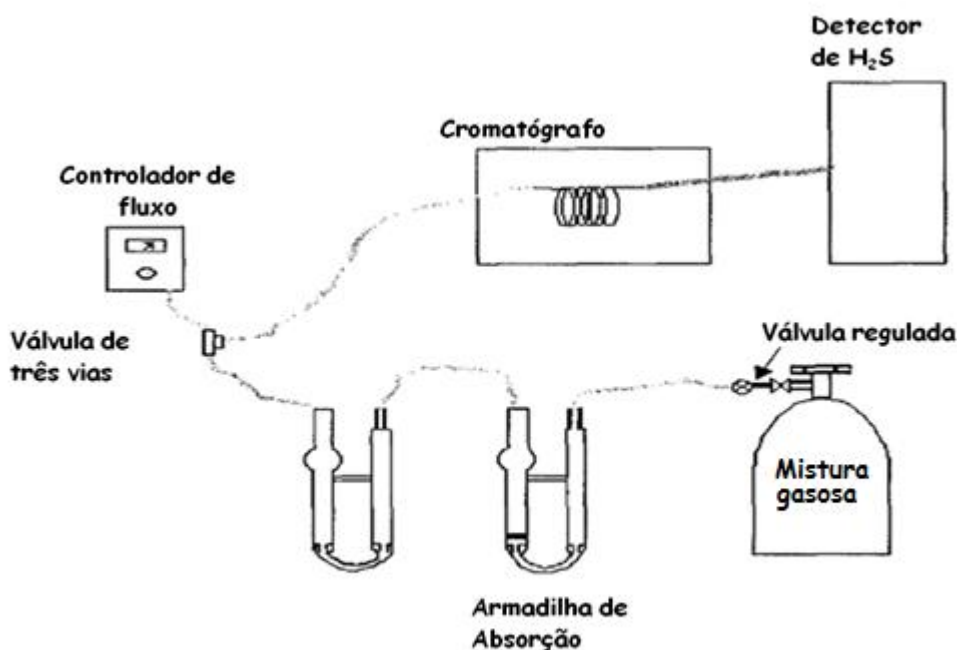 Detector
de H₂S
Cromatógrafo
Controlador de
fluxo
Válvula de
três vias
Válvula regulada
Mistura
gasosa
Armadilha de
Absorção